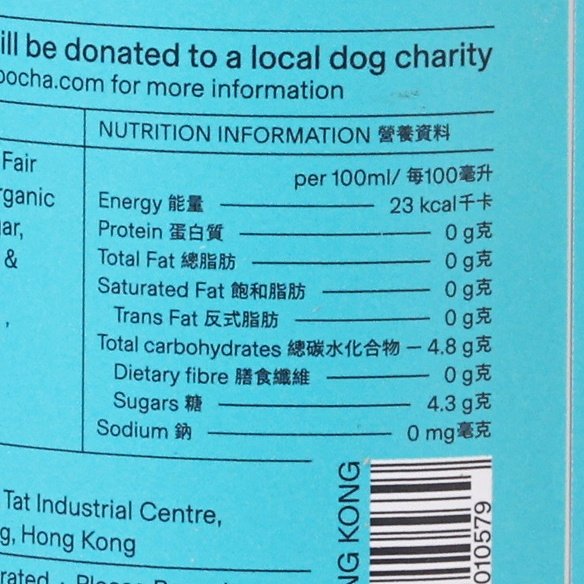 ill be donated to a local dog charity
ocha.com for more information
NUTRITION INFORMATION 營養資料
Fair
rganic
ar,
&
,
per 100ml/ 每100毫升
Energy 能量 23 kcal千卡
Protein 蛋白質 0 g克
Total Fat 總脂肪 0 g克
Saturated Fat 飽和脂肪 0 g克
Trans Fat 反式脂肪 0 g克
Total carbohydrates 總碳水化合物 4.8 g克
Dietary fibre 膳食纖維 0 g克
Sugars 糖 4.3 g克
Sodium 鈉 0 mg毫克
Tat Industrial Centre,
g, Hong Kong
NG KONG
010579
rated